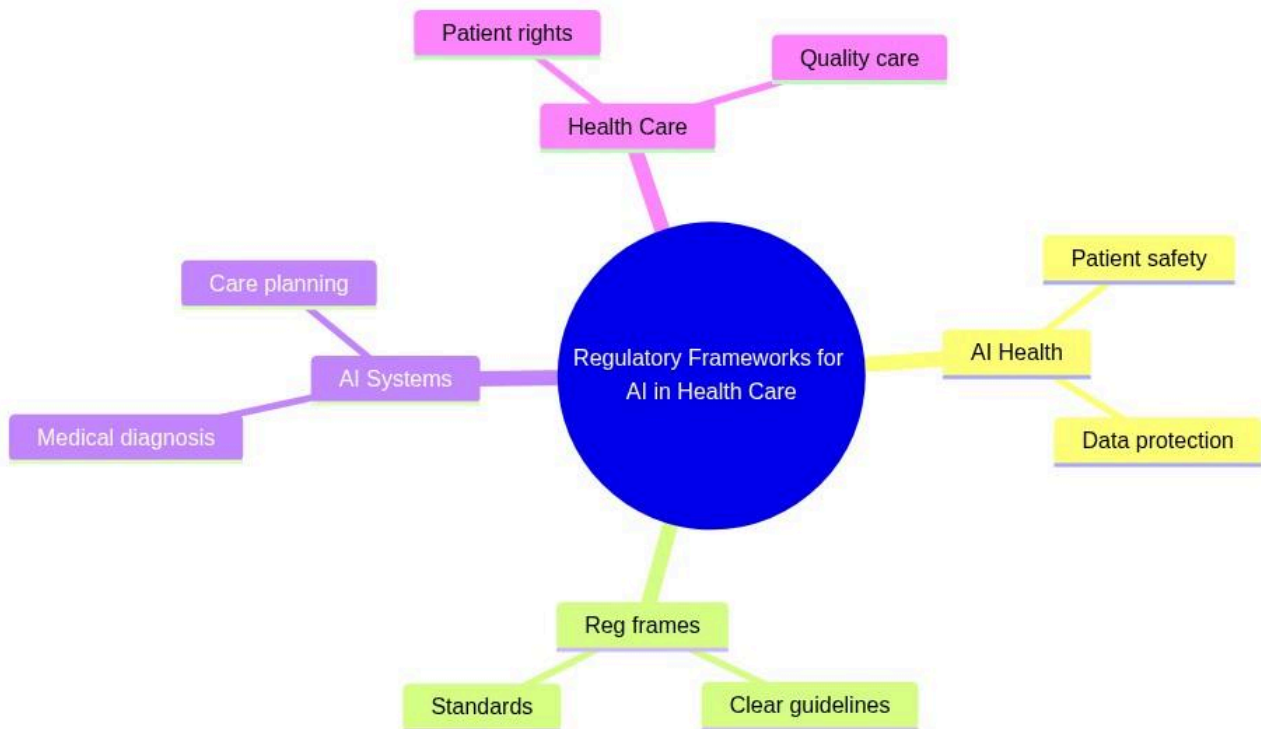 Patient rights
Quality care
Health Care
Patient safety
Care planning
Regulatory Frameworks for
AI in Health Care
AI Health
AI Systems
Medical diagnosis
Data protection
Reg frames
Standards
Clear guidelines